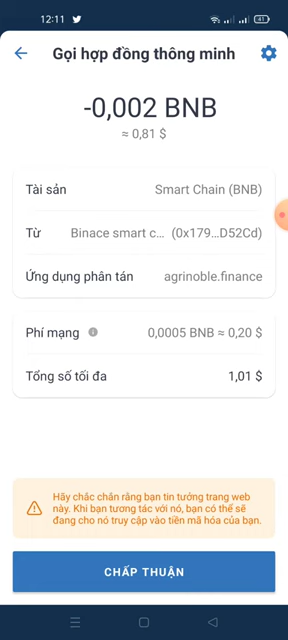 12:11
41
Gọi hợp đồng thông minh
-0,002 BNB
≈ 0,81 $
Tài sản Smart Chain (BNB)
Từ Binace smart c... (0x179...D52Cd)
Ứng dụng phân tán agrinoble.finance
Phí mạng 0,0005 BNB ≈ 0,20 $
Tổng số tối đa 1,01 $
Hãy chắc chắn rằng bạn tin tưởng trang web
này. Khi bạn tương tác với nó, bạn có thể sẽ
đang cho nó truy cập vào tiền mã hóa của bạn.
CHẤP THUẬN